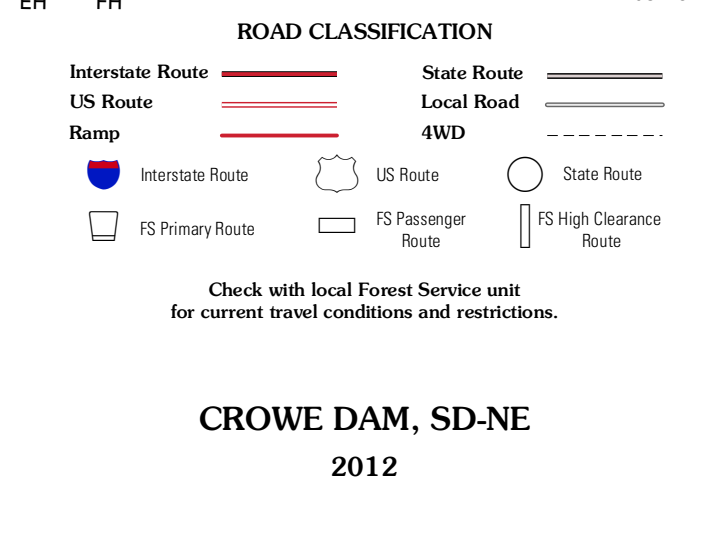 EH FH
ROAD CLASSIFICATION
Interstate Route State Route
US Route Local Road
Ramp 4WD
Interstate Route US Route State Route
FS Primary Route FS Passenger Route FS High Clearance Route
Check with local Forest Service unit
for current travel conditions and restrictions.
CROWE DAM, SD-NE
2012